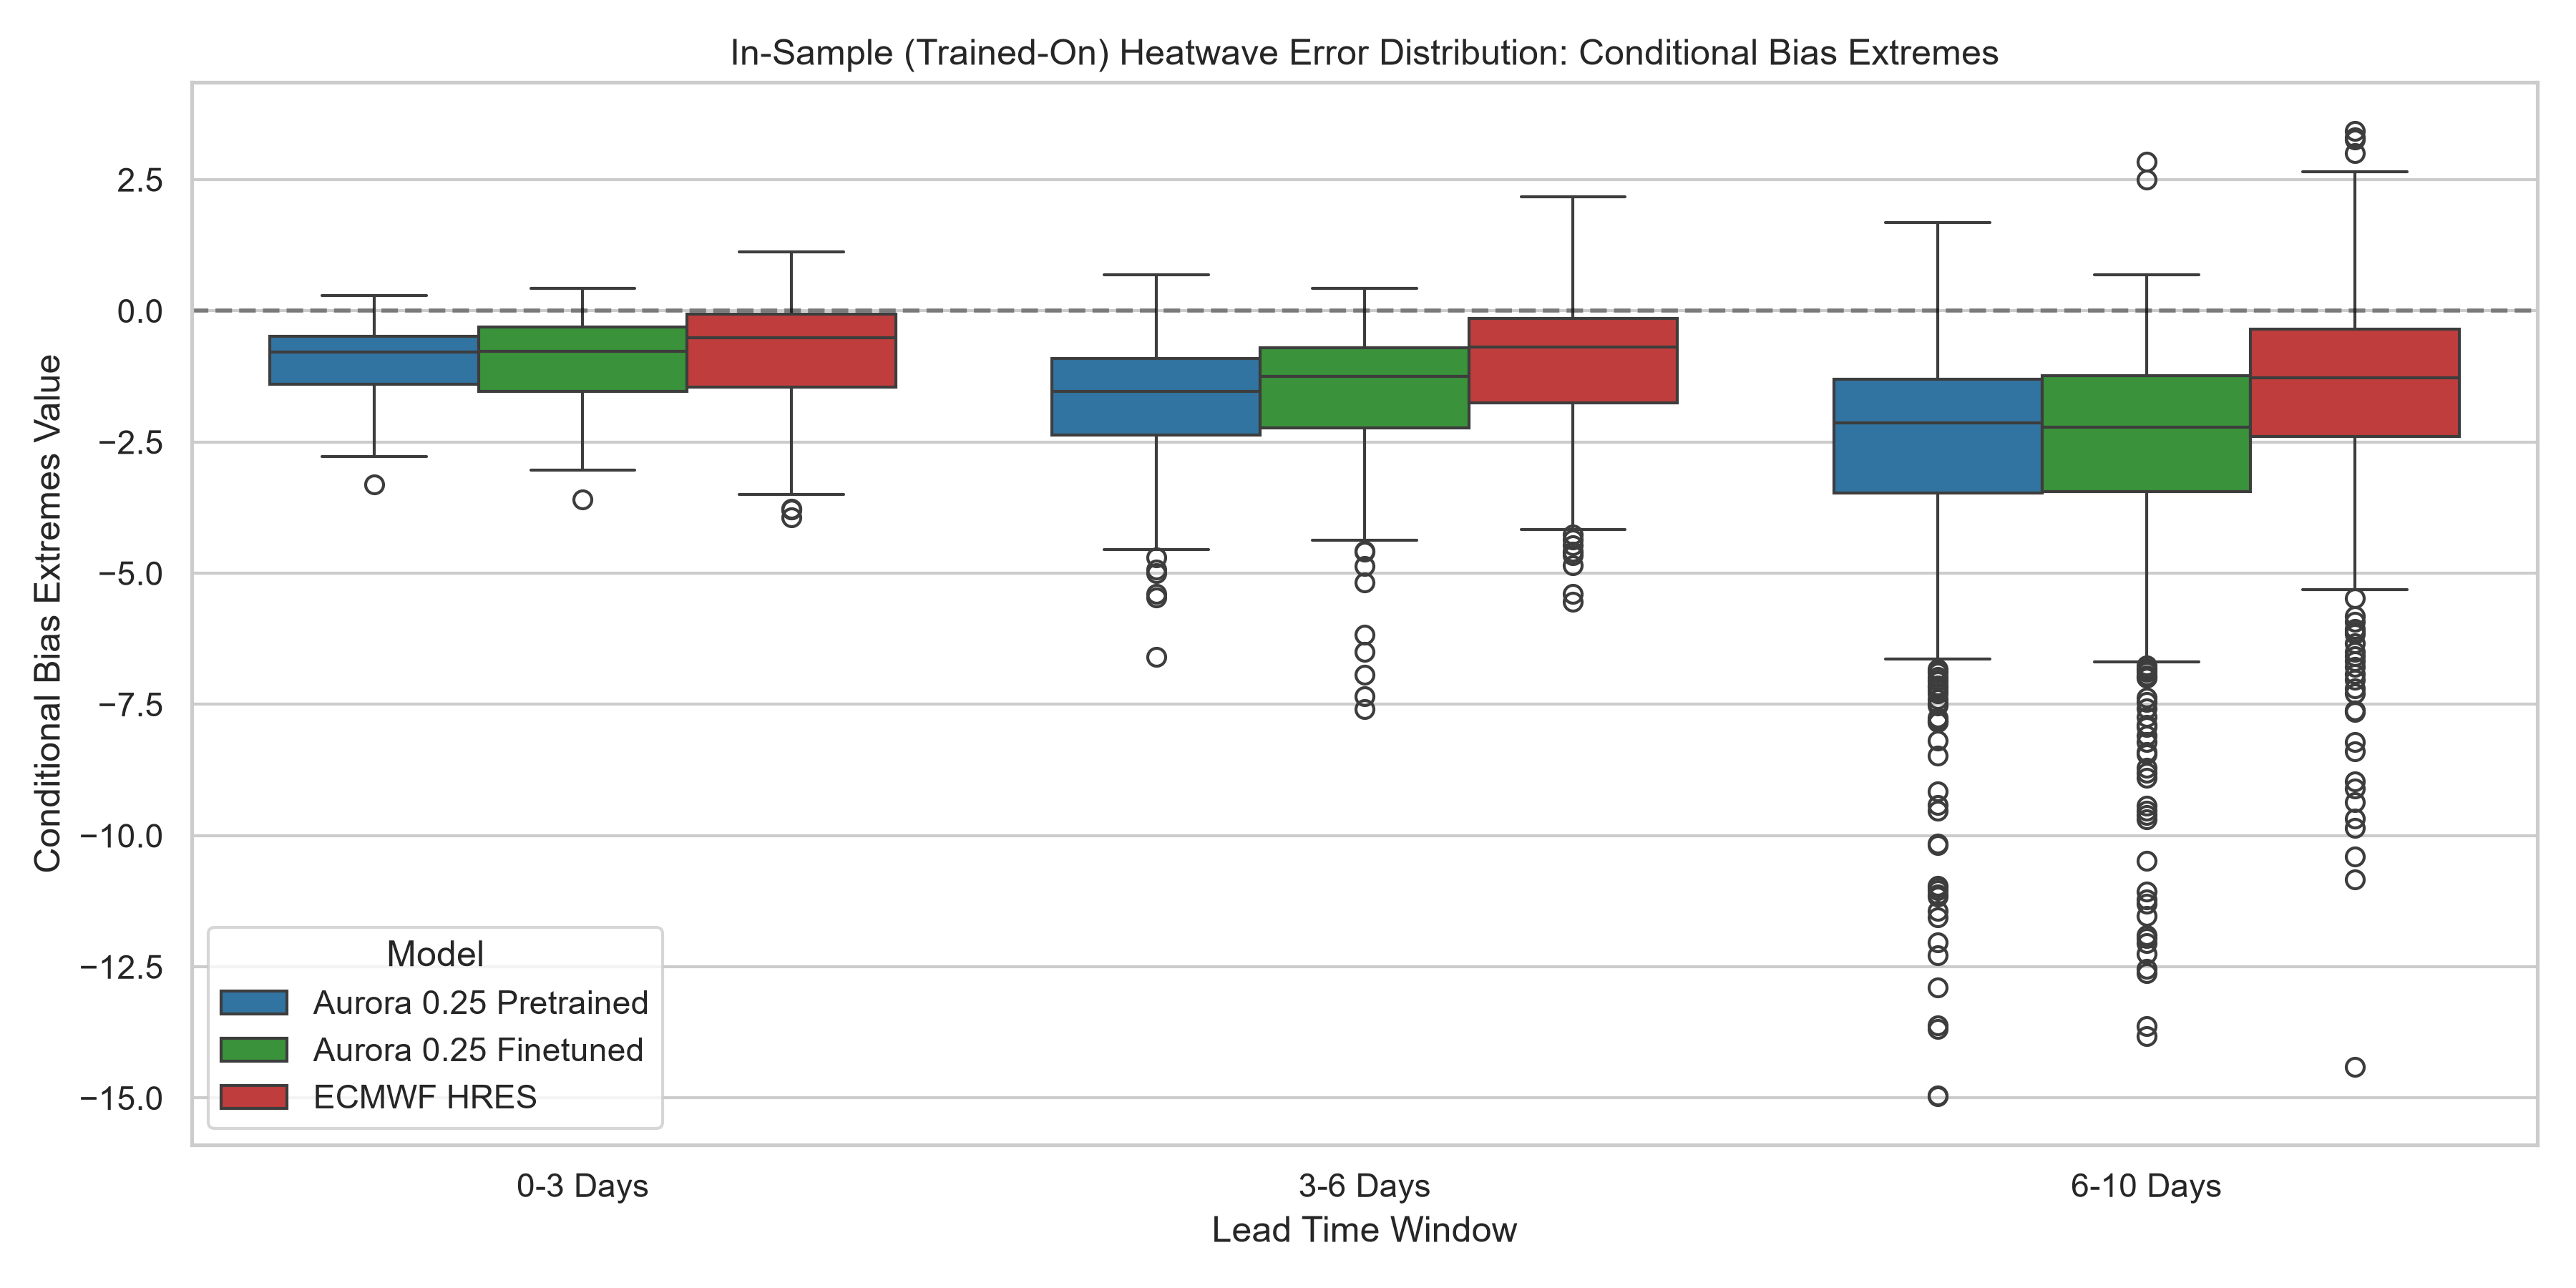 In-Sample (Trained-On) Heatwave Error Distribution: Conditional Bias Extremes
Conditional Bias Extremes Value
2.5
0.0
−2.5
−5.0
−7.5
−10.0
−12.5
−15.0
Model
Aurora 0.25 Pretrained
Aurora 0.25 Finetuned
ECMWF HRES
0-3 Days
3-6 Days
6-10 Days
Lead Time Window